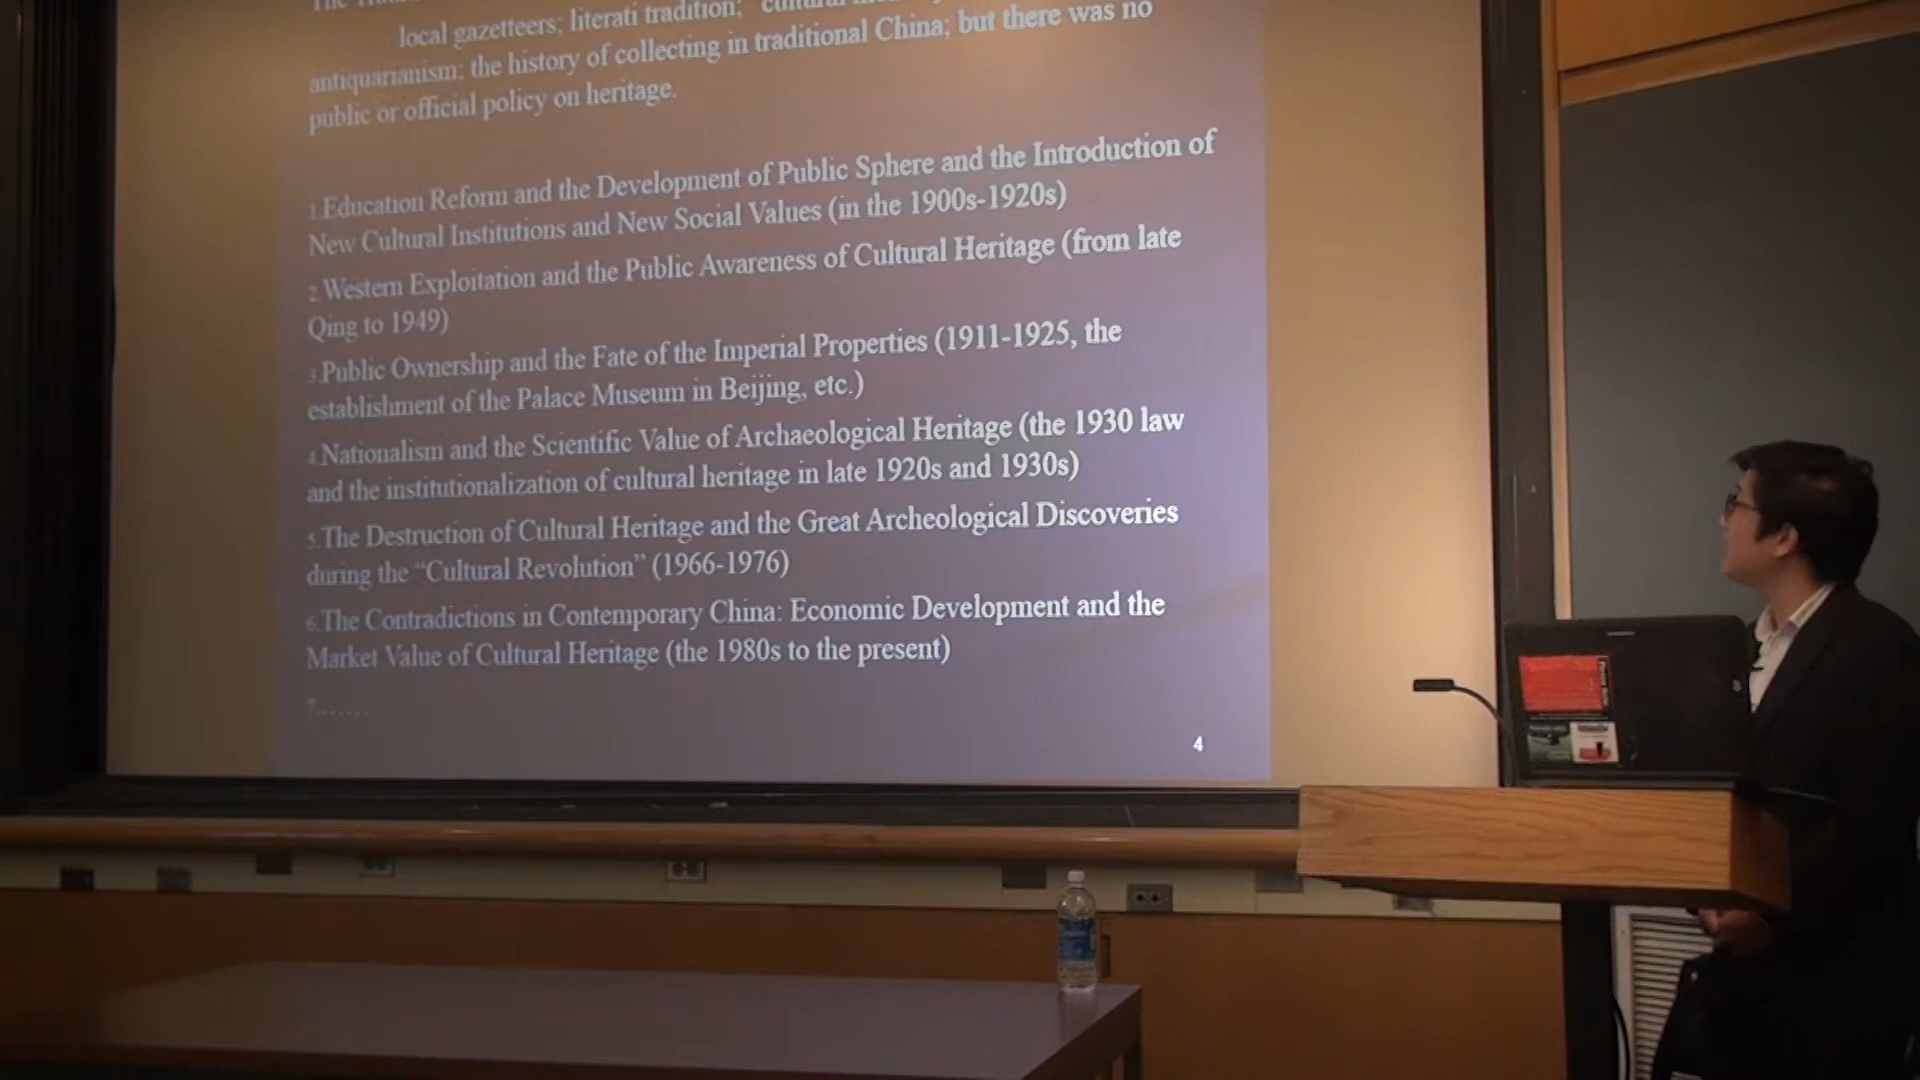 The
local gazetteers; literati tradition; "cultural
antiquarianism; the history of collecting in traditional China; but there was no
public or official policy on heritage.
1.Education Reform and the Development of Public Sphere and the Introduction of
New Cultural Institutions and New Social Values (in the 1900s-1920s)
2.Western Exploitation and the Public Awareness of Cultural Heritage (from late
Qing to 1949)
3.Public Ownership and the Fate of the Imperial Properties (1911-1925, the
establishment of the Palace Museum in Beijing, etc.)
4.Nationalism and the Scientific Value of Archaeological Heritage (the 1930 law
and the institutionalization of cultural heritage in late 1920s and 1930s)
5.The Destruction of Cultural Heritage and the Great Archeological Discoveries
during the “Cultural Revolution” (1966-1976)
6.The Contradictions in Contemporary China: Economic Development and the
Market Value of Cultural Heritage (the 1980s to the present)
7.......
4